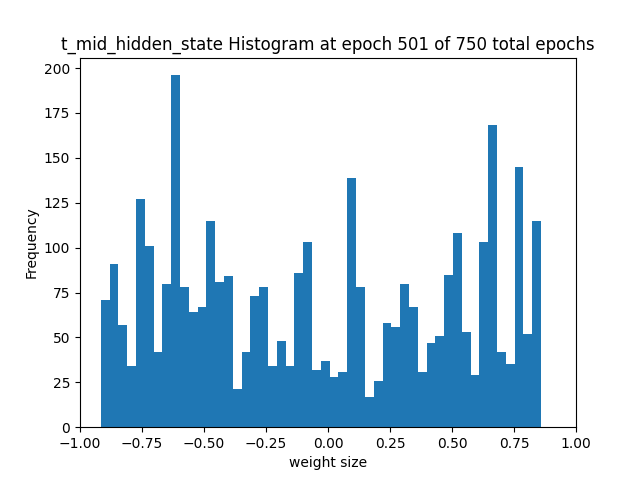 t_mid_hidden_state Histogram at epoch 501 of 750 total epochs
200
175
150
125
100
75
50
25
0
Frequency
−1.00 −0.75 −0.50 −0.25 0.00 0.25 0.50 0.75 1.00
weight size